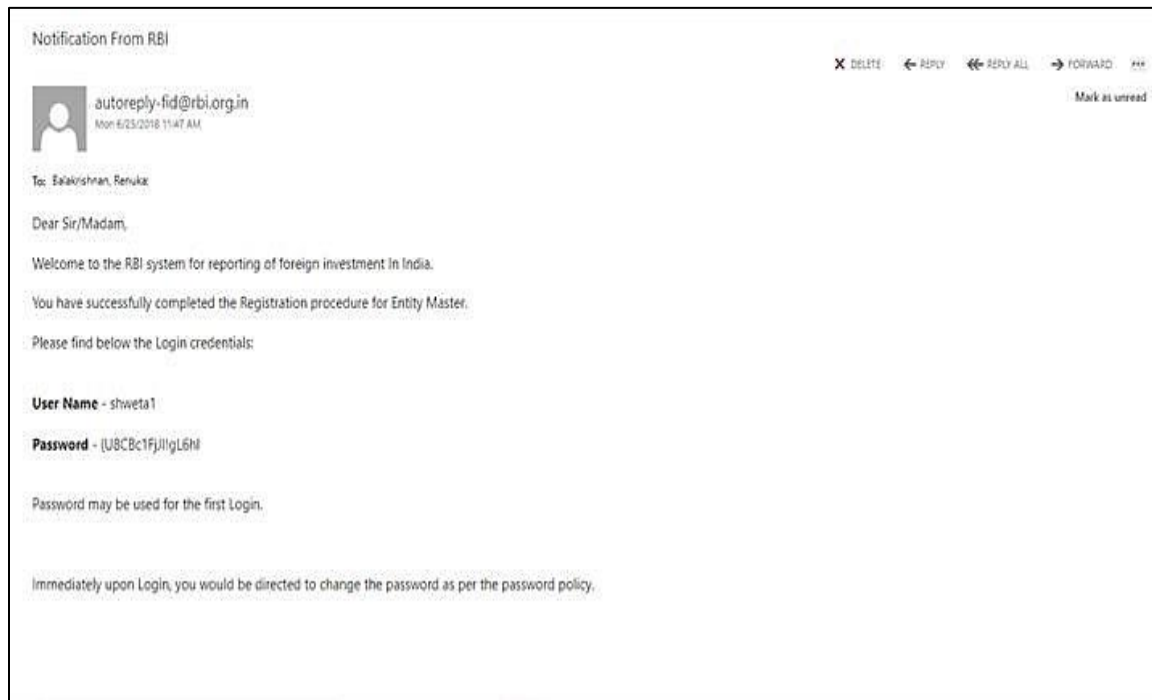 Notification From RBI
DELETE REPLY REPLY ALL FORWARD
Mark as unread
autoreply-fid@rbi.org.in
Mon 6/25/2018 11:47 AM
To: Balakrishnan, Renuka;
Dear Sir/Madam,
Welcome to the RBI system for reporting of foreign investment In India.
You have successfully completed the Registration procedure for Entity Master.
Please find below the Login credentials:
User Name - shweta1
Password -
Password may be used for the first Login.
Immediately upon Login, you would be directed to change the password as per the password policy.